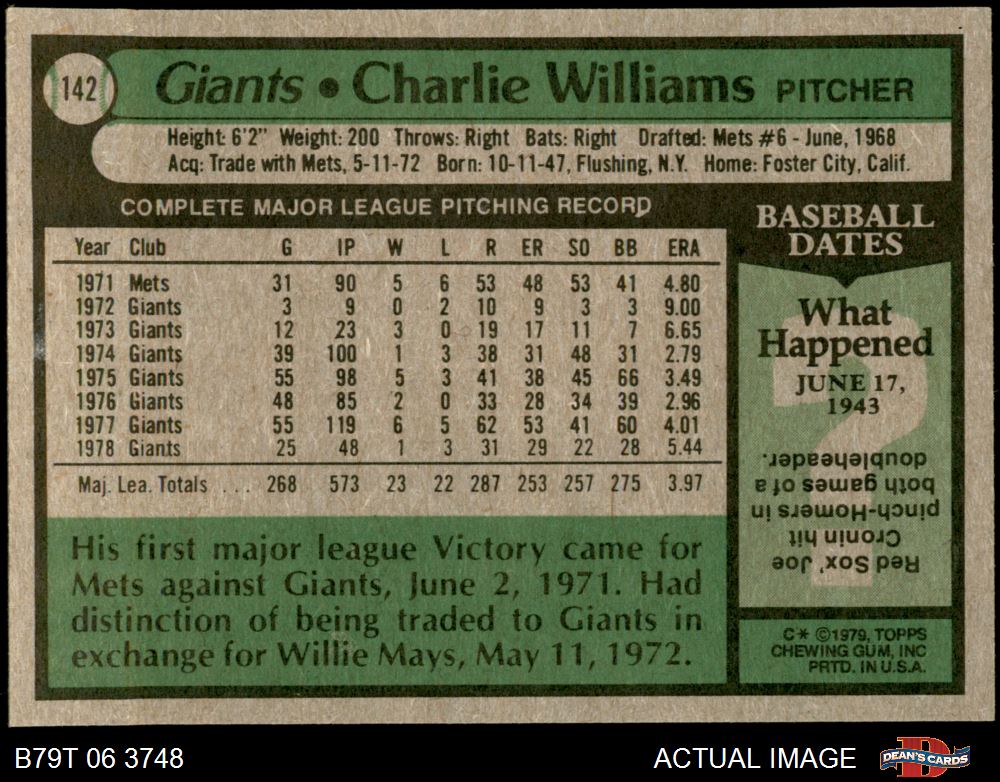 142
Giants • Charlie Williams PITCHER
Height: 6'2" Weight: 200 Throws: Right Bats: Right Drafted: Mets #6 - June, 1968
Acq: Trade with Mets, 5-11-72 Born: 10-11-47, Flushing, N.Y. Home: Foster City, Calif.
COMPLETE MAJOR LEAGUE PITCHING RECORD
Year Club G IP W L R ER SO BB ERA
1971 Mets 31 90 5 6 53 48 53 41 4.80
1972 Giants 3 9 0 2 10 9 3 3 9.00
1973 Giants 12 23 3 0 19 17 11 7 6.65
1974 Giants 39 100 1 3 38 31 48 31 2.79
1975 Giants 55 98 5 3 41 38 45 66 3.49
1976 Giants 48 85 2 0 33 28 34 39 2.96
1977 Giants 55 119 6 5 62 53 41 60 4.01
1978 Giants 25 48 1 3 31 29 22 28 5.44
Maj. Lea. Totals ... 268 573 23 22 287 253 257 275 3.97
His first major league Victory came for
Mets against Giants, June 2, 1971. Had
distinction of being traded to Giants in
exchange for Willie Mays, May 11, 1972.
BASEBALL
DATES
What
Happened
JUNE 17,
1943
?
Red Sox' Joe
Cronin hit
pinch-Homers in
both games of a
doubleheader.
C* ©1979, TOPPS
CHEWING GUM, INC
PRTD. IN U.S.A.
B79T 06 3748
ACTUAL IMAGE
D
DEAN'S CARDS